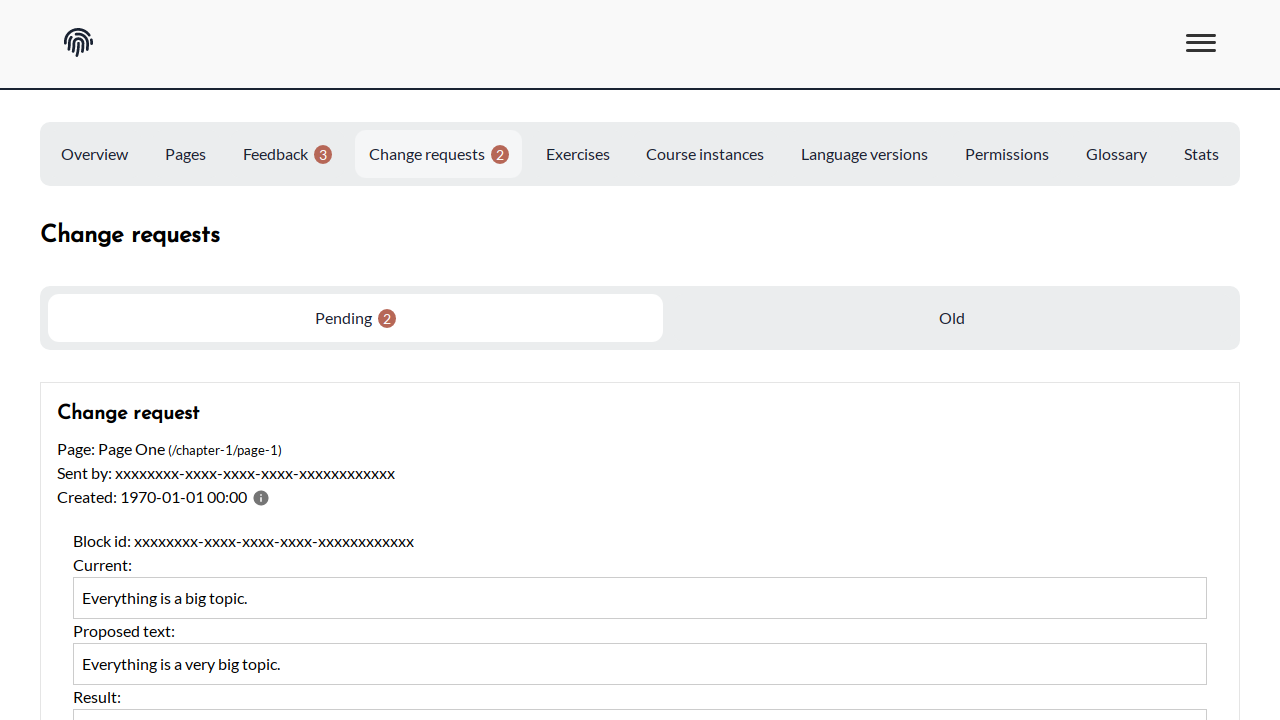 Overview Pages Feedback 3 Change requests 2 Exercises Course instances Language versions Permissions Glossary Stats
Change requests
Pending 2 Old
Change request
Page: Page One (/chapter-1/page-1)
Sent by: xxxxxxxx-xxxx-xxxx-xxxx-xxxxxxxxxxxx
Created: 1970-01-01 00:00
Block id: xxxxxxxx-xxxx-xxxx-xxxx-xxxxxxxxxxxx
Current:
Everything is a big topic.
Proposed text:
Everything is a very big topic.
Result: